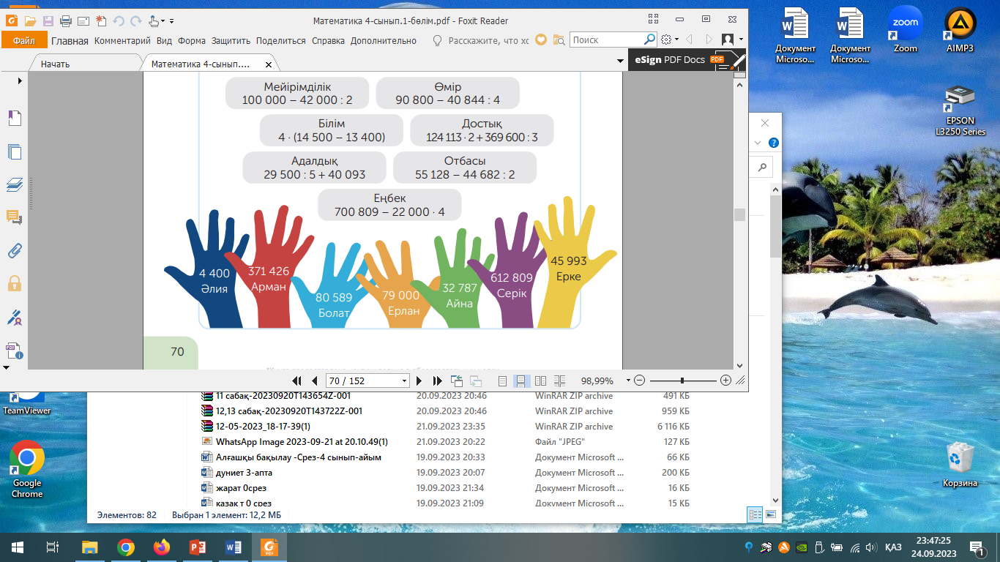 Математика 4-сынып.1-бөлім.pdf - Foxit Reader
Файл
Главная
Комментарий
Вид
Форма
Защитить
Поделиться
Справка
Дополнительно
Расскажите, что хо
Поиск
Начать
Математика 4-сынып....
eSign PDF Docs
PDF
Мейірімділік
100 000 – 42 000 : 2
Өмір
90 800 – 40 844 : 4
Білім
4 · (14 500 – 13 400)
Достық
124 113 · 2 + 369 600 : 3
Адалдық
29 500 : 5 + 40 093
Отбасы
55 128 – 44 682 : 2
Еңбек
700 809 – 22 000 · 4
4 400
Әлия
371 426
Арман
80 589
Болат
79 000
Ерлан
32 787
Айна
612 809
Серік
45 993
Ерке
70
70 / 152
98,99%
Документ
Microso...
Документ
Microso...
Zoom
AIMP3
EPSON
L3250 Series
Корзина
TeamViewer
Google
Chrome
11 сабақ-20230920T143654Z-001 20.09.2023 20:46 WinRAR ZIP archive 491 КБ
12,13 сабақ-20230920T143722Z-001 20.09.2023 20:46 WinRAR ZIP archive 959 КБ
12-05-2023_18-17-39(1) 21.09.2023 23:35 WinRAR ZIP archive 6 116 КБ
WhatsApp Image 2023-09-21 at 20.10.49(1) 21.09.2023 20:22 Файл "JPEG" 127 КБ
Алғашқы бақылау -Срез-4 сынып-айым 19.09.2023 20:33 Документ Microsoft ... 66 КБ
дуниет 3-апта 19.09.2023 20:07 Документ Microsoft ... 200 КБ
жарат 0срез 19.09.2023 21:34 Документ Microsoft ... 16 КБ
казак т 0 срез 19.09.2023 21:09 Документ Microsoft ... 15 КБ
Элементов: 82
Выбран 1 элемент: 12,2 МБ
ҚАЗ
23:47:25
24.09.2023
1